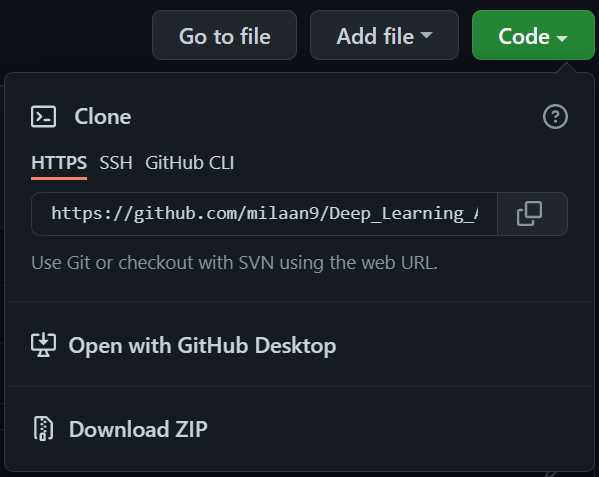 Go to file Add file Code
Clone
HTTPS SSH GitHub CLI
https://github.com/milaan9/Deep_Learning_
Use Git or checkout with SVN using the web URL.
Open with GitHub Desktop
Download ZIP